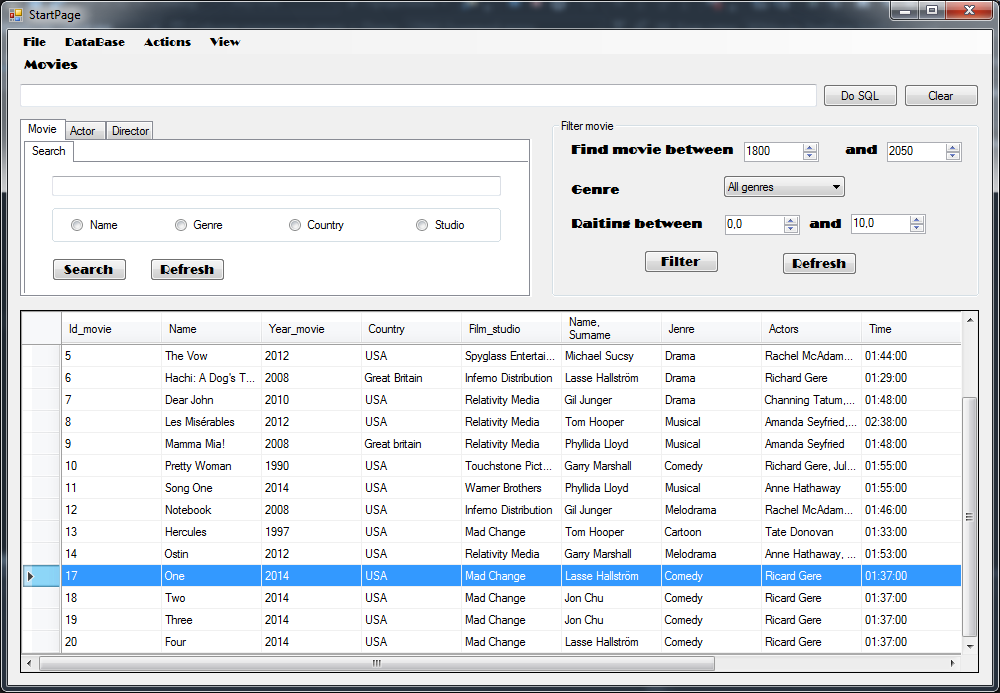 StartPage
File DataBase Actions View
Movies
Do SQL Clear
Movie Actor Director
Search
Name Genre Country Studio
Search Refresh
Filter movie
Find movie between 1800 and 2050
Genre All genres
Raiting between 0,0 and 10,0
Filter Refresh
Id_movie Name Year_movie Country Film_studio Name, Surname Jenre Actors Time
5 The Vow 2012 USA Spyglass Entertai... Michael Sucsy Drama Rachel McAdam... 01:44:00
6 Hachi: A Dog's T... 2008 Great Britain Inferno Distribution Lasse Hallström Drama Richard Gere 01:29:00
7 Dear John 2010 USA Relativity Media Gil Junger Drama Channing Tatum,... 01:48:00
8 Les Misérables 2012 USA Relativity Media Tom Hooper Musical Amanda Seyfried,... 02:38:00
9 Mamma Mia! 2008 Great britain Relativity Media Phyllida Lloyd Musical Amanda Seyfried 01:48:00
10 Pretty Woman 1990 USA Touchstone Pict... Garry Marshall Comedy Richard Gere, Jul... 01:55:00
11 Song One 2014 USA Warner Brothers Phyllida Lloyd Musical Anne Hathaway 01:55:00
12 Notebook 2008 USA Inferno Distribution Gil Junger Melodrama Rachel McAdam... 01:46:00
13 Hercules 1997 USA Mad Change Tom Hooper Cartoon Tate Donovan 01:33:00
14 Ostin 2012 USA Relativity Media Garry Marshall Melodrama Anne Hathaway, ... 01:53:00
17 One 2014 USA Mad Change Lasse Hallström Comedy Ricard Gere 01:37:00
18 Two 2014 USA Mad Change Jon Chu Comedy Ricard Gere 01:37:00
19 Three 2014 USA Mad Change Jon Chu Comedy Ricard Gere 01:37:00
20 Four 2014 USA Mad Change Lasse Hallström Comedy Ricard Gere 01:37:00